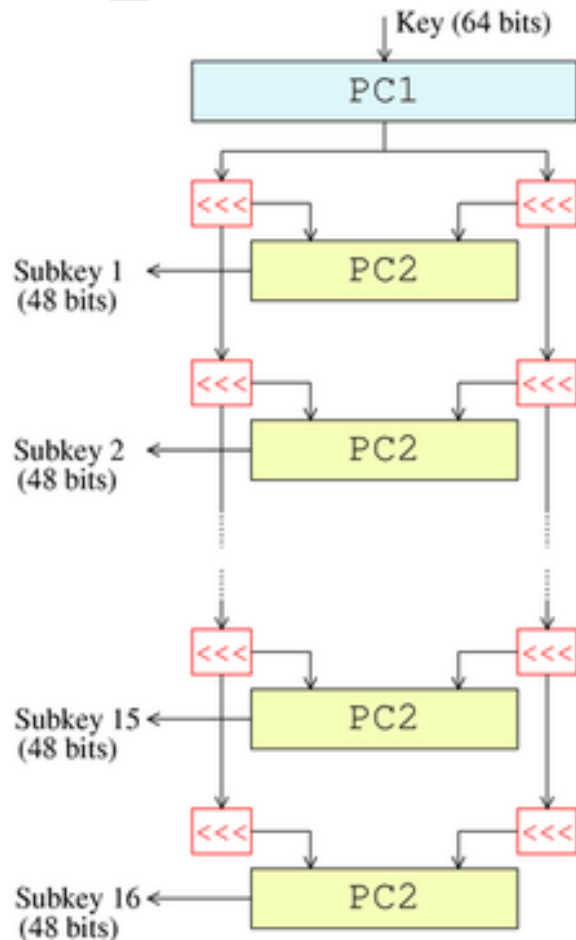 Key (64 bits)
PC1
<<< <<<
PC2
Subkey 1
(48 bits)
<<< <<<
PC2
Subkey 2
(48 bits)
<<< <<<
PC2
Subkey 15
(48 bits)
<<< <<<
PC2
Subkey 16
(48 bits)